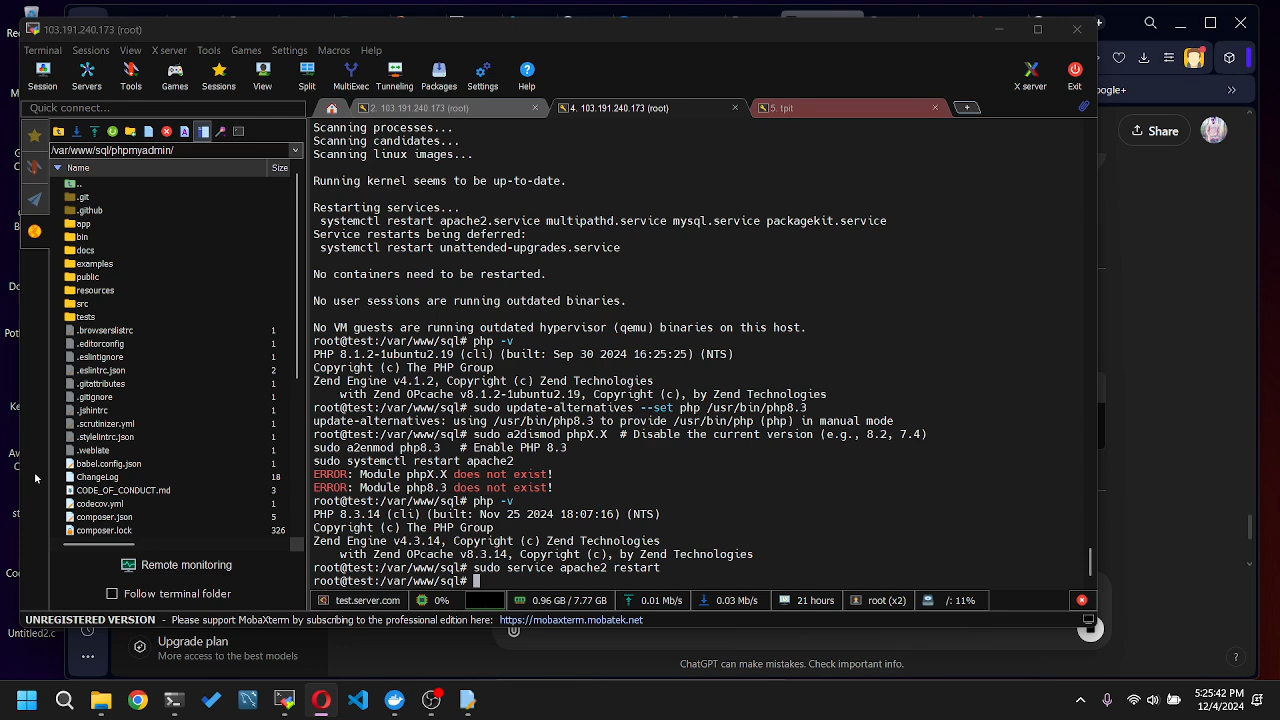 103.191.240.173 (root)
Terminal Sessions View X server Tools Games Settings Macros Help
Session Servers Tools Games Sessions View Split MultiExec Tunneling Packages Settings Help X server Exit
Quick connect...
2. 103.191.240.173 (root)
4. 103.191.240.173 (root)
5. tpit
/var/www/sql/phpmyadmin/
Name Size
..
.git
.github
app
bin
docs
examples
public
resources
src
tests
.browserslistrc 1
.editorconfig 1
.eslintignore 1
.eslintrc.json 2
.gitattributes 1
.gitignore 1
.jshintrc 1
.scrutinizer.yml 1
.stylelintrc.json 1
.weblate 1
babel.config.json 1
ChangeLog 18
CODE_OF_CONDUCT.md 3
codecov.yml 1
composer.json 5
composer.lock 326
Remote monitoring
Follow terminal folder
Scanning processes...
Scanning candidates...
Scanning linux images...
Running kernel seems to be up-to-date.
Restarting services...
systemctl restart apache2.service multipathd.service mysql.service packagekit.service
Service restarts being deferred:
systemctl restart unattended-upgrades.service
No containers need to be restarted.
No user sessions are running outdated binaries.
No VM guests are running outdated hypervisor (qemu) binaries on this host.
root@test:/var/www/sql# php -v
PHP 8.1.2-1ubuntu2.19 (cli) (built: Sep 30 2024 16:25:25) (NTS)
Copyright (c) The PHP Group
Zend Engine v4.1.2, Copyright (c) Zend Technologies
with Zend OPcache v8.1.2-1ubuntu2.19, Copyright (c), by Zend Technologies
root@test:/var/www/sql# sudo update-alternatives --set php /usr/bin/php8.3
update-alternatives: using /usr/bin/php8.3 to provide /usr/bin/php (php) in manual mode
root@test:/var/www/sql# sudo a2dismod phpX.X # Disable the current version (e.g., 8.2, 7.4)
sudo a2enmod php8.3 # Enable PHP 8.3
sudo systemctl restart apache2
ERROR: Module phpX.X does not exist!
ERROR: Module php8.3 does not exist!
root@test:/var/www/sql# php -v
PHP 8.3.14 (cli) (built: Nov 25 2024 18:07:16) (NTS)
Copyright (c) The PHP Group
Zend Engine v4.3.14, Copyright (c) Zend Technologies
with Zend OPcache v8.3.14, Copyright (c), by Zend Technologies
root@test:/var/www/sql# sudo service apache2 restart
root@test:/var/www/sql#
test.server.com 0% 0.96 GB / 7.77 GB 0.01 Mb/s 0.03 Mb/s 21 hours root (x2) /: 11%
UNREGISTERED VERSION - Please support MobaXterm by subscribing to the professional edition here: https://mobaxterm.mobatek.net
Share
Untitled2.c
Upgrade plan
More access to the best models
ChatGPT can make mistakes. Check important info.
?
5:25:42 PM
12/4/2024